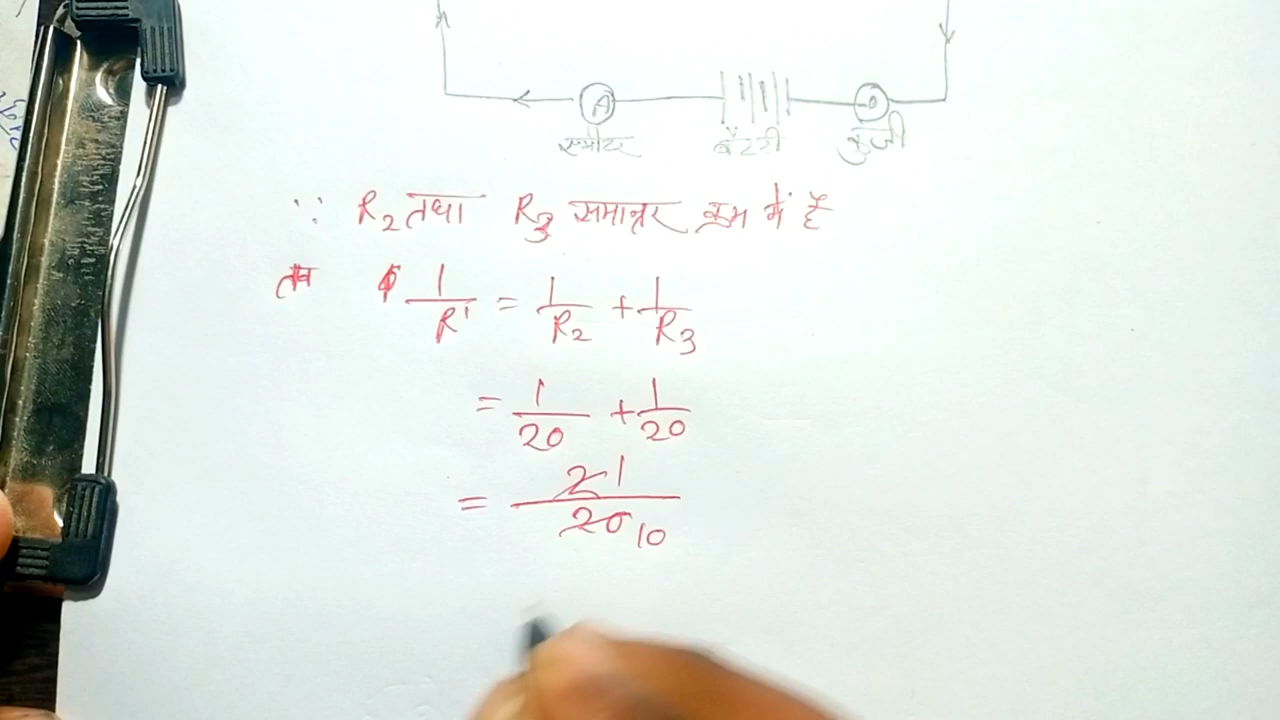 A
एमीटर बैटरी कुंजी
∵ R2 तथा R3 समान्तर क्रम में है
तब 1/R' = 1/R2 + 1/R3
= 1/20 + 1/20
= 2 1/20 10